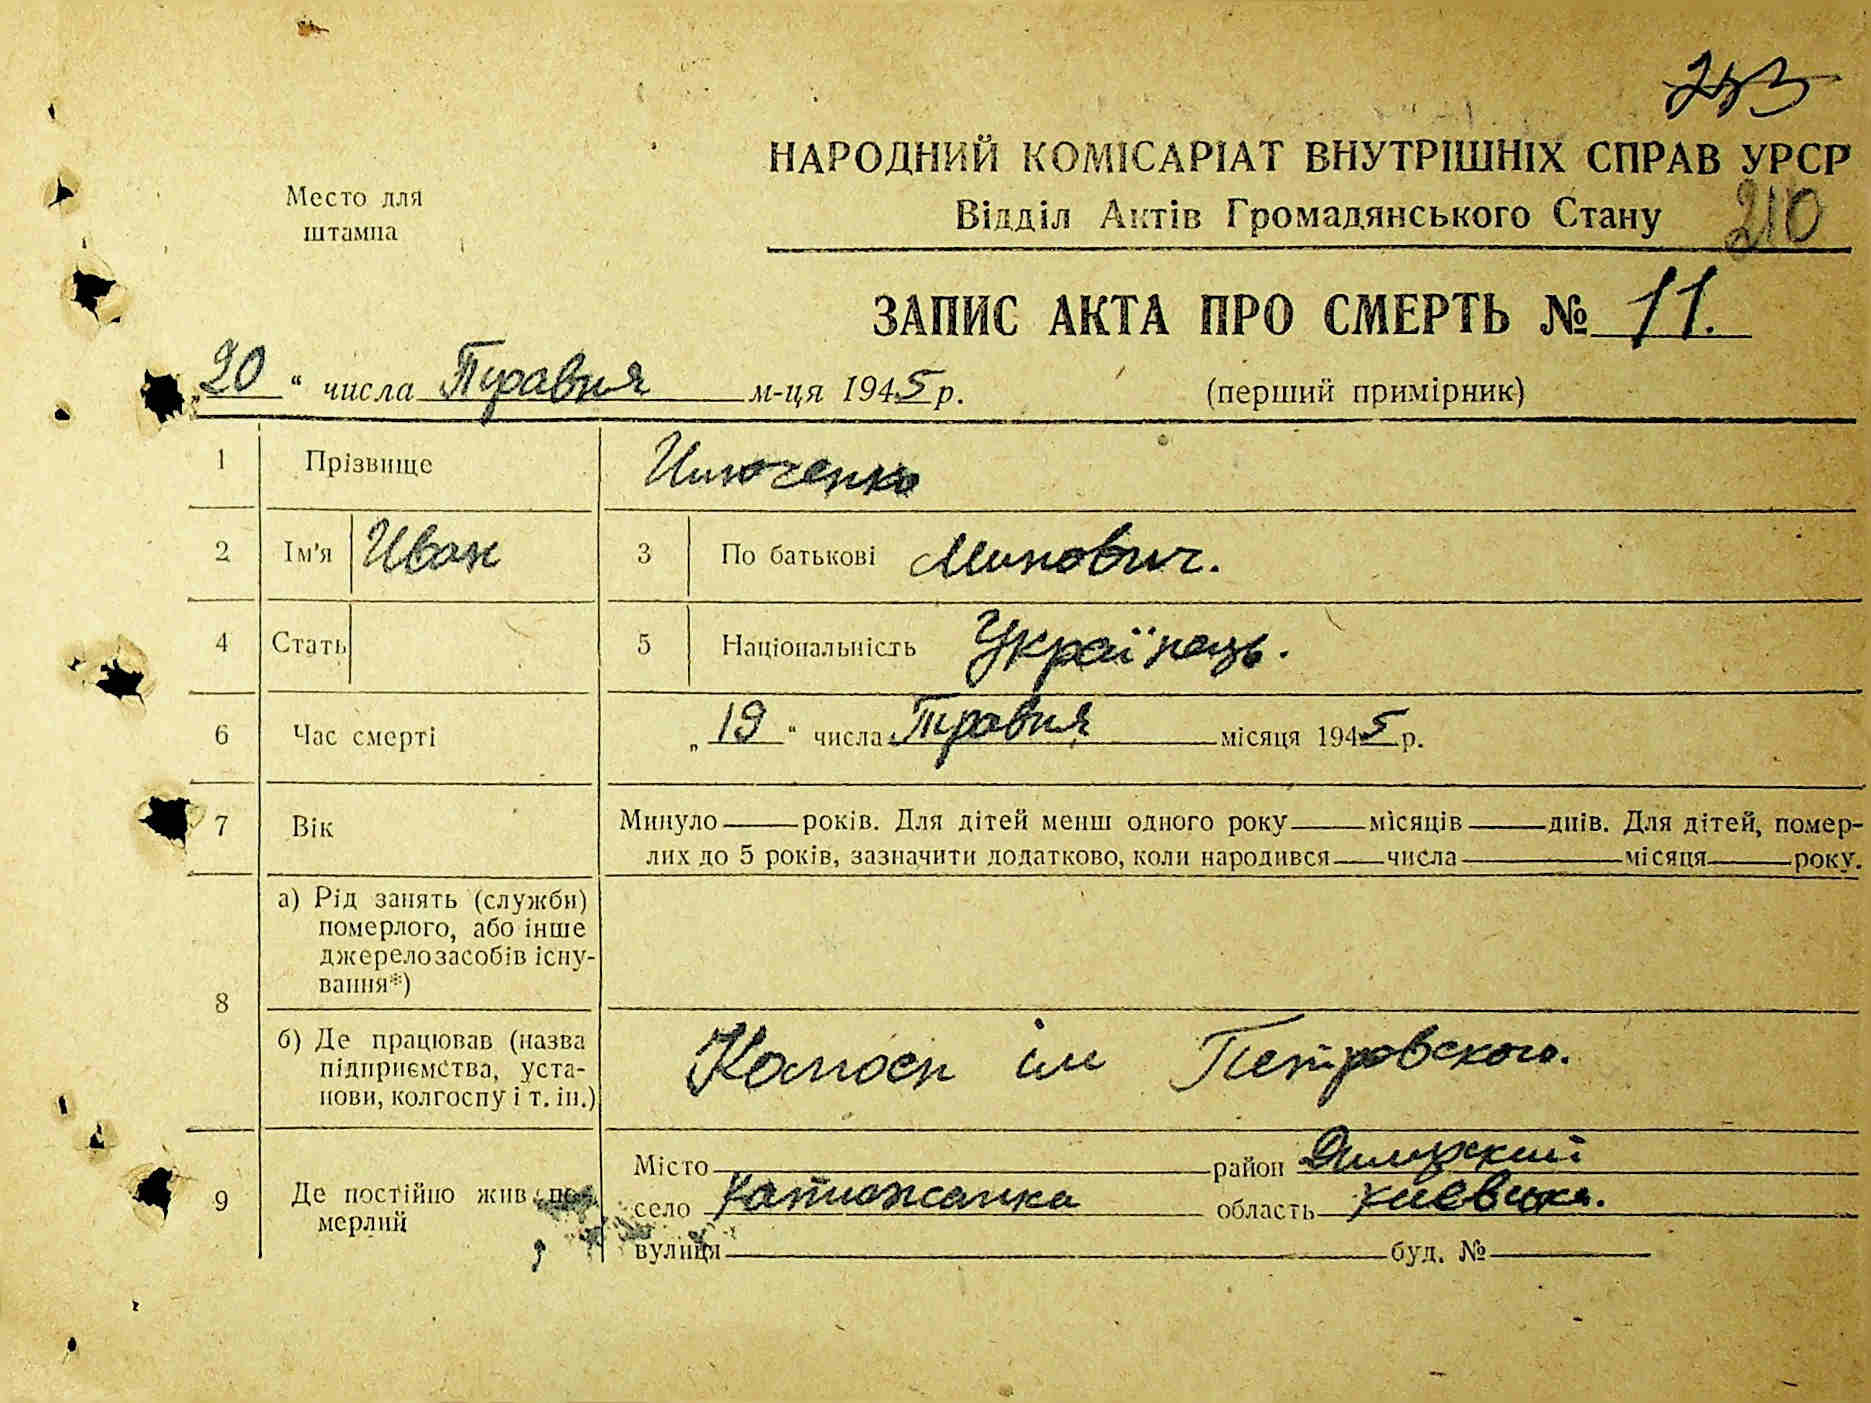 253
НАРОДНИЙ КОМІСАРІАТ ВНУТРІШНІХ СПРАВ УРСР
Место для
штампа
Відділ Актів Громадянського Стану
210
ЗАПИС АКТА ПРО СМЕРТЬ № 11.
„20“ числа Травня м-ця 1945 р. (перший примірник)
1 Прізвище
2 Ім'я Иван 3 По батькові Минович.
4 Стать 5 Національність Українець.
6 Час смерті „19“ числа Травня місяця 1945 р.
7 Вік Минуло — років. Для дітей менш одного року — місяців — днів. Для дітей, помер-
лих до 5 років, зазначити додатково, коли народився — числа — місяця — року.
8 а) Рід занять (служби)
померлого, або інше
джерело засобів існу-
вання*)
б) Де працював (назва
підприємства, уста-
нови, колгоспу і т. ін.)
ім Петровского.
9 Де постійно жив по-
мерлий
Місто район Димерский
село Катюжанка область Киевска.
вулиця буд. №